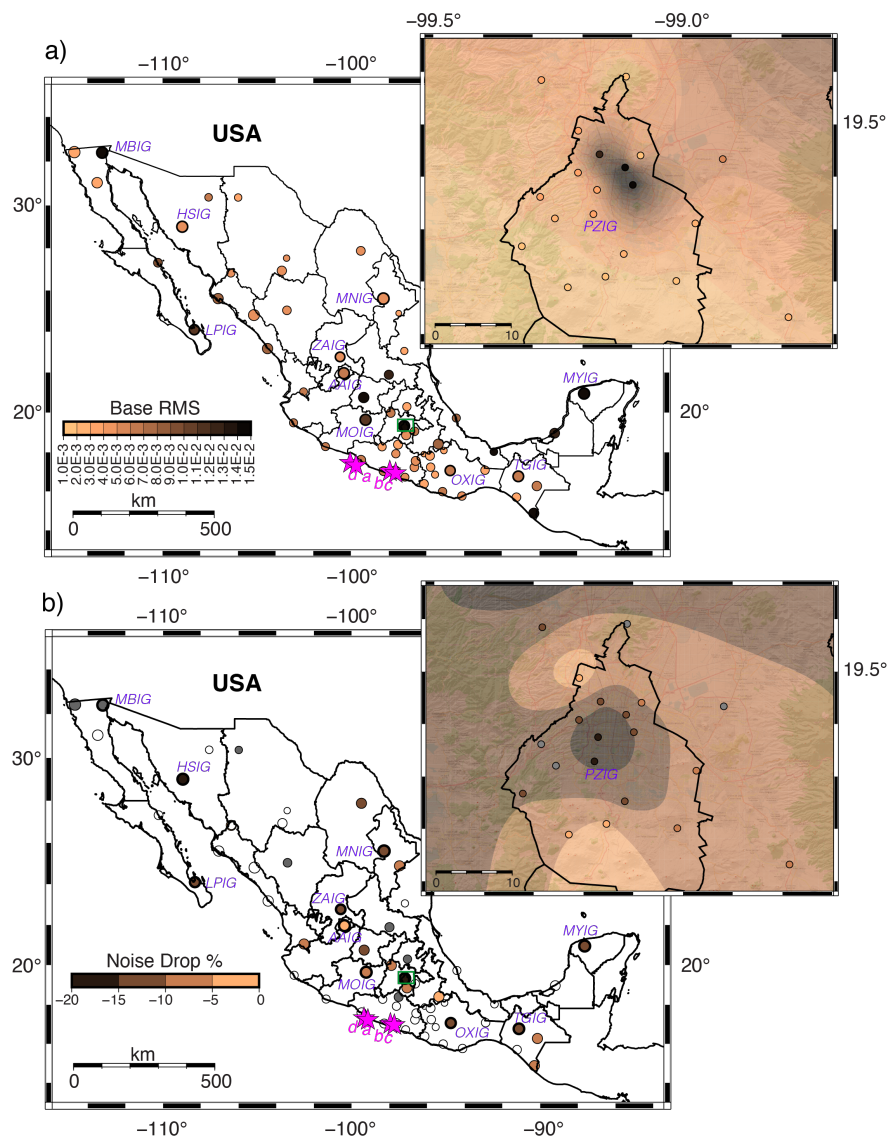 −99.5°
−99.0°
a)
−110°
−100°
USA
MBIG
19.5°
30°
HSIG
PZIG
MNIG
0
10
LPIG
ZAIG
AAIG
MYIG
20°
20°
Base RMS
MOIG
1.0E-3
2.0E-3
3.0E-3
4.0E-3
5.0E-3
6.0E-3
7.0E-3
8.0E-3
9.0E-3
1.0E-2
1.1E-2
1.2E-2
1.3E-2
1.4E-2
1.5E-2
TGIG
OXIG
d a bc
km
0
500
−110°
−100°
b)
−110°
−100°
USA
MBIG
19.5°
30°
HSIG
PZIG
MNIG
0
10
LPIG
ZAIG
AAIG
MYIG
20°
20°
Noise Drop %
MOIG
−20
−15
−10
−5
0
TGIG
OXIG
d a bc
km
0
500
−110°
−100°
−90°